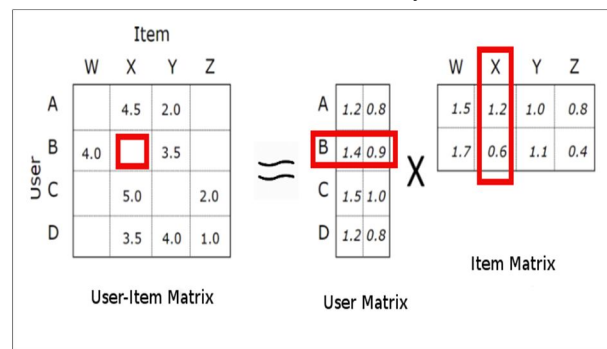 Item
W X Y Z
A 4.5 2.0
B 4.0 3.5
C 5.0 2.0
D 3.5 4.0 1.0
User
User-Item Matrix
≈
A 1.2 0.8
B 1.4 0.9
C 1.5 1.0
D 1.2 0.8
User Matrix
X
W X Y Z
1.5 1.2 1.0 0.8
1.7 0.6 1.1 0.4
Item Matrix